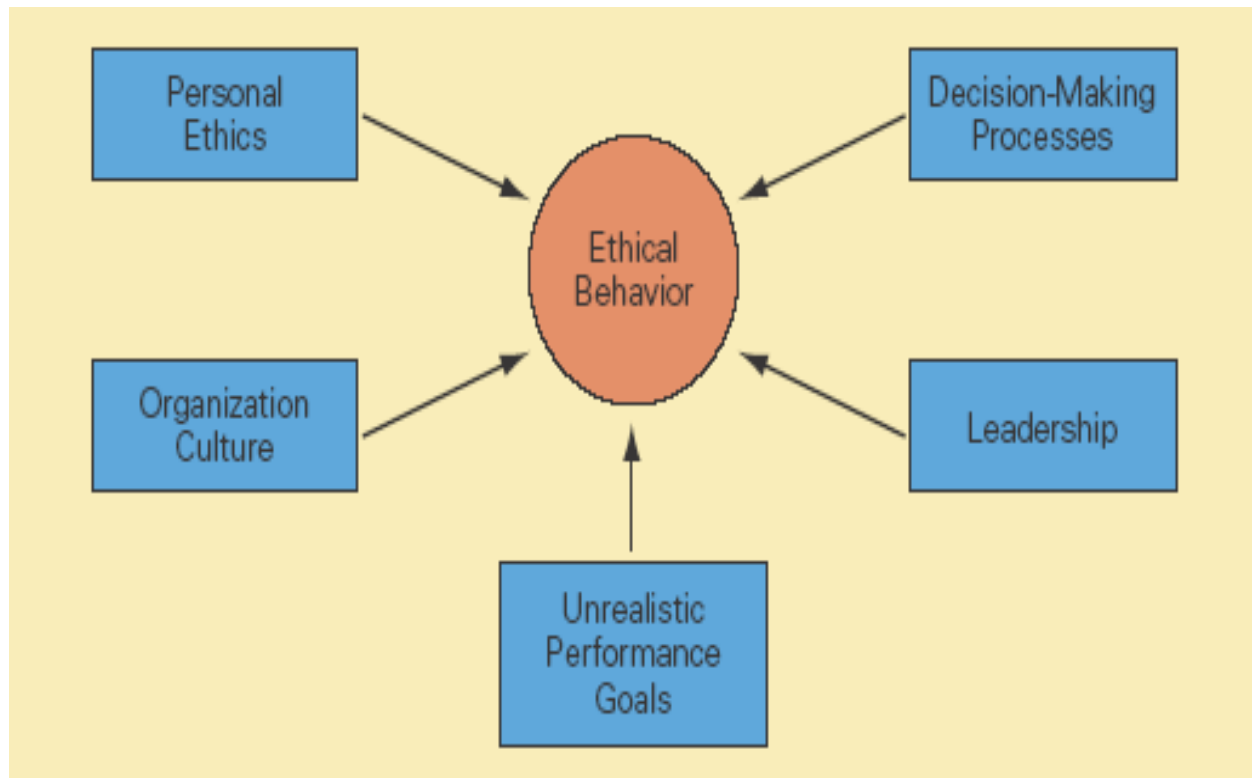 Personal
Ethics
Decision-Making
Processes
Ethical
Behavior
Organization
Culture
Leadership
Unrealistic
Performance
Goals